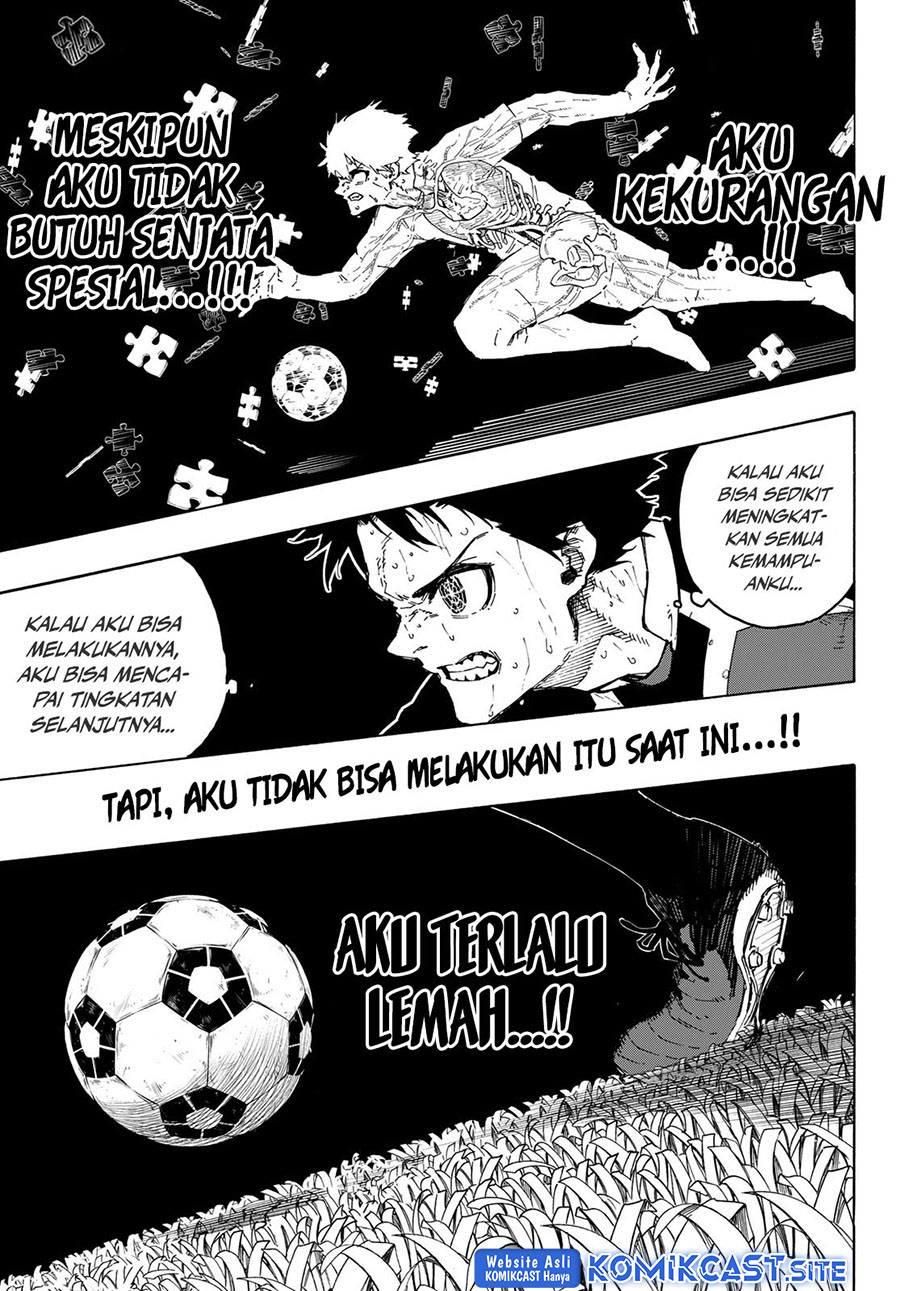 ...AKU
KEKURANGAN
.....!!!
MESKIPUN
AKU TIDAK
BUTUH SENJATA
SPESIAL...!!!
KALAU AKU
BISA SEDIKIT
MENINGKAT-
KAN SEMUA
KEMAMPU-
ANKU...
KALAU AKU BISA
MELAKUKANNYA,
AKU BISA MENCA-
PAI TINGKATAN
SELANJUTNYA...
TAPI, AKU TIDAK BISA MELAKUKAN ITU SAAT INI...!!
AKU TERLALU
LEMAH.....!!
Website Asli
KOMIKCAST Hanya
KOMIKCAST.SITE